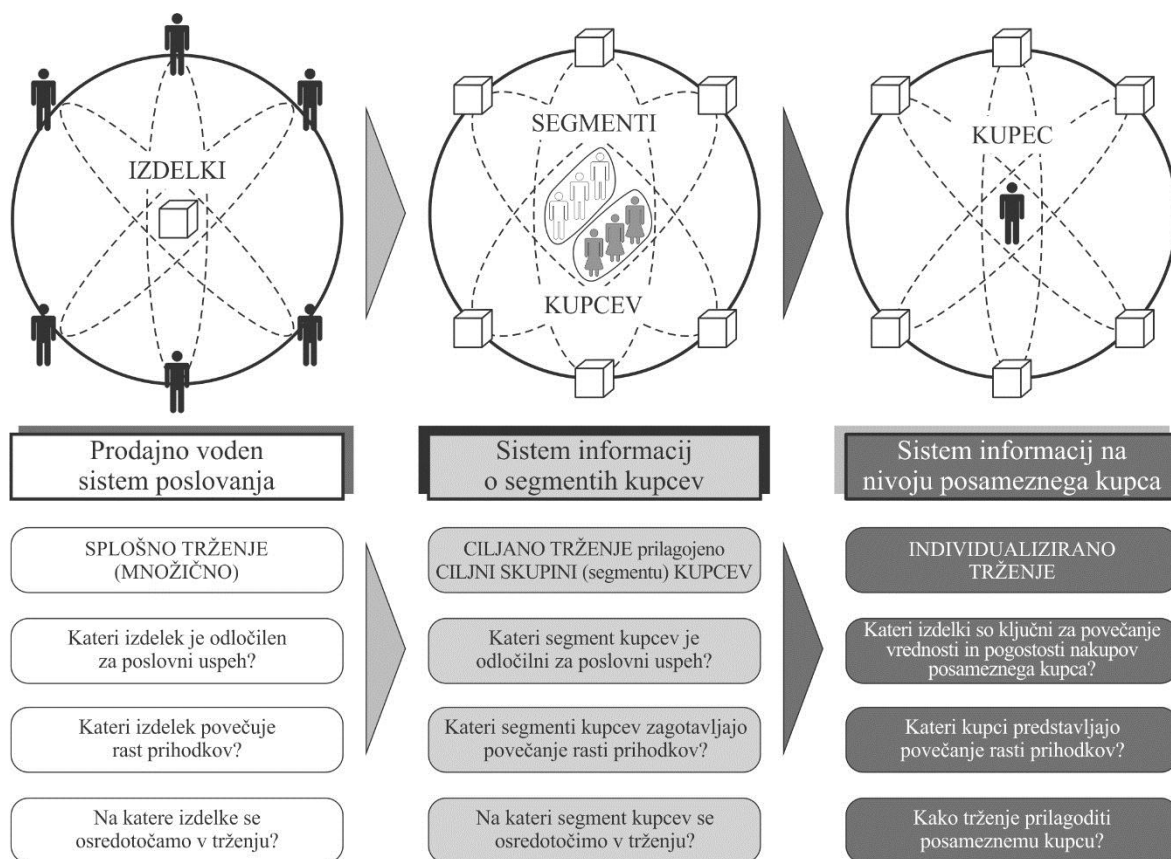 IZDELKI
SEGMENTI
KUPCEV
KUPEC
Prodajno voden
sistem poslovanja
Sistem informacij
o segmentih kupcev
Sistem informacij na
nivoju posameznega kupca
SPLOŠNO TRŽENJE
(MNOŽIČNO)
CILJANO TRŽENJE prilagojeno
CILJNI SKUPINI (segmentu) KUPCEV
INDIVIDUALIZIRANO
TRŽENJE
Kateri izdelek je odločilen
za poslovni uspeh?
Kateri segment kupcev je
odločilni za poslovni uspeh?
Kateri izdelki so ključni za povečanje
vrednosti in pogostosti nakupov
posameznega kupca?
Kateri izdelek povečuje
rast prihodkov?
Kateri segmenti kupcev zagotavljajo
povečanje rasti prihodkov?
Kateri kupci predstavljajo
povečanje rasti prihodkov?
Na katere izdelke se
osredotočamo v trženju?
Na kateri segment kupcev se
osredotočimo v trženju?
Kako trženje prilagoditi
posameznemu kupcu?